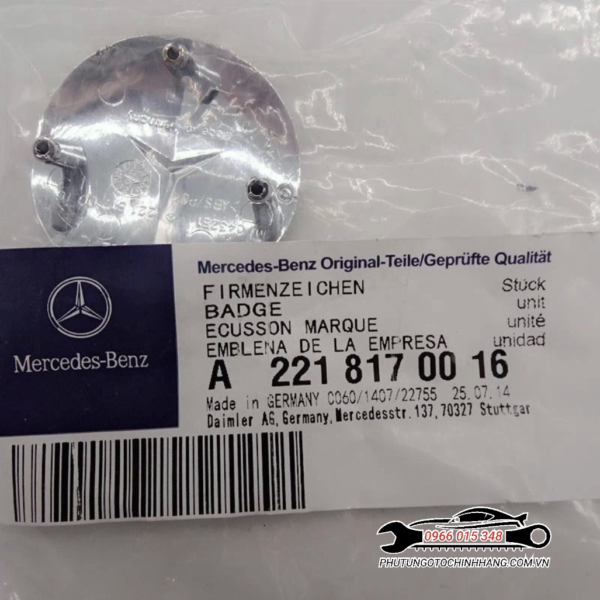 Mercedes-Benz Original-Teile/Geprüfte Qualität
FIRMENZEICHEN Stück
BADGE unit
ECUSSON MARQUE unité
EMBLENA DE LA EMPRESA unidad
Mercedes-Benz
A 221 817 00 16
Made in GERMANY C060/1407/22755 25.07.14
Daimler AG, Germany, Mercedesstr. 137, 70327 Stuttgar
0966 015 348
PHUTUNGOTOCHINHHANG.COM.VN